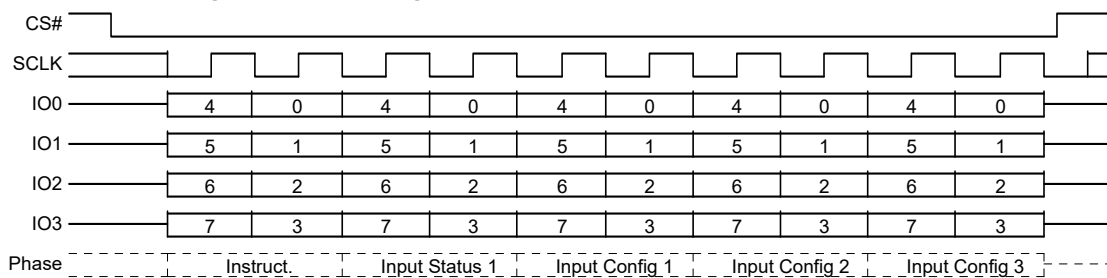 CS#
SCLK
IO0 4 0 4 0 4 0 4 0 4 0
IO1 5 1 5 1 5 1 5 1 5 1
IO2 6 2 6 2 6 2 6 2 6 2
IO3 7 3 7 3 7 3 7 3 7 3
Phase Instruct. Input Status 1 Input Config 1 Input Config 2 Input Config 3